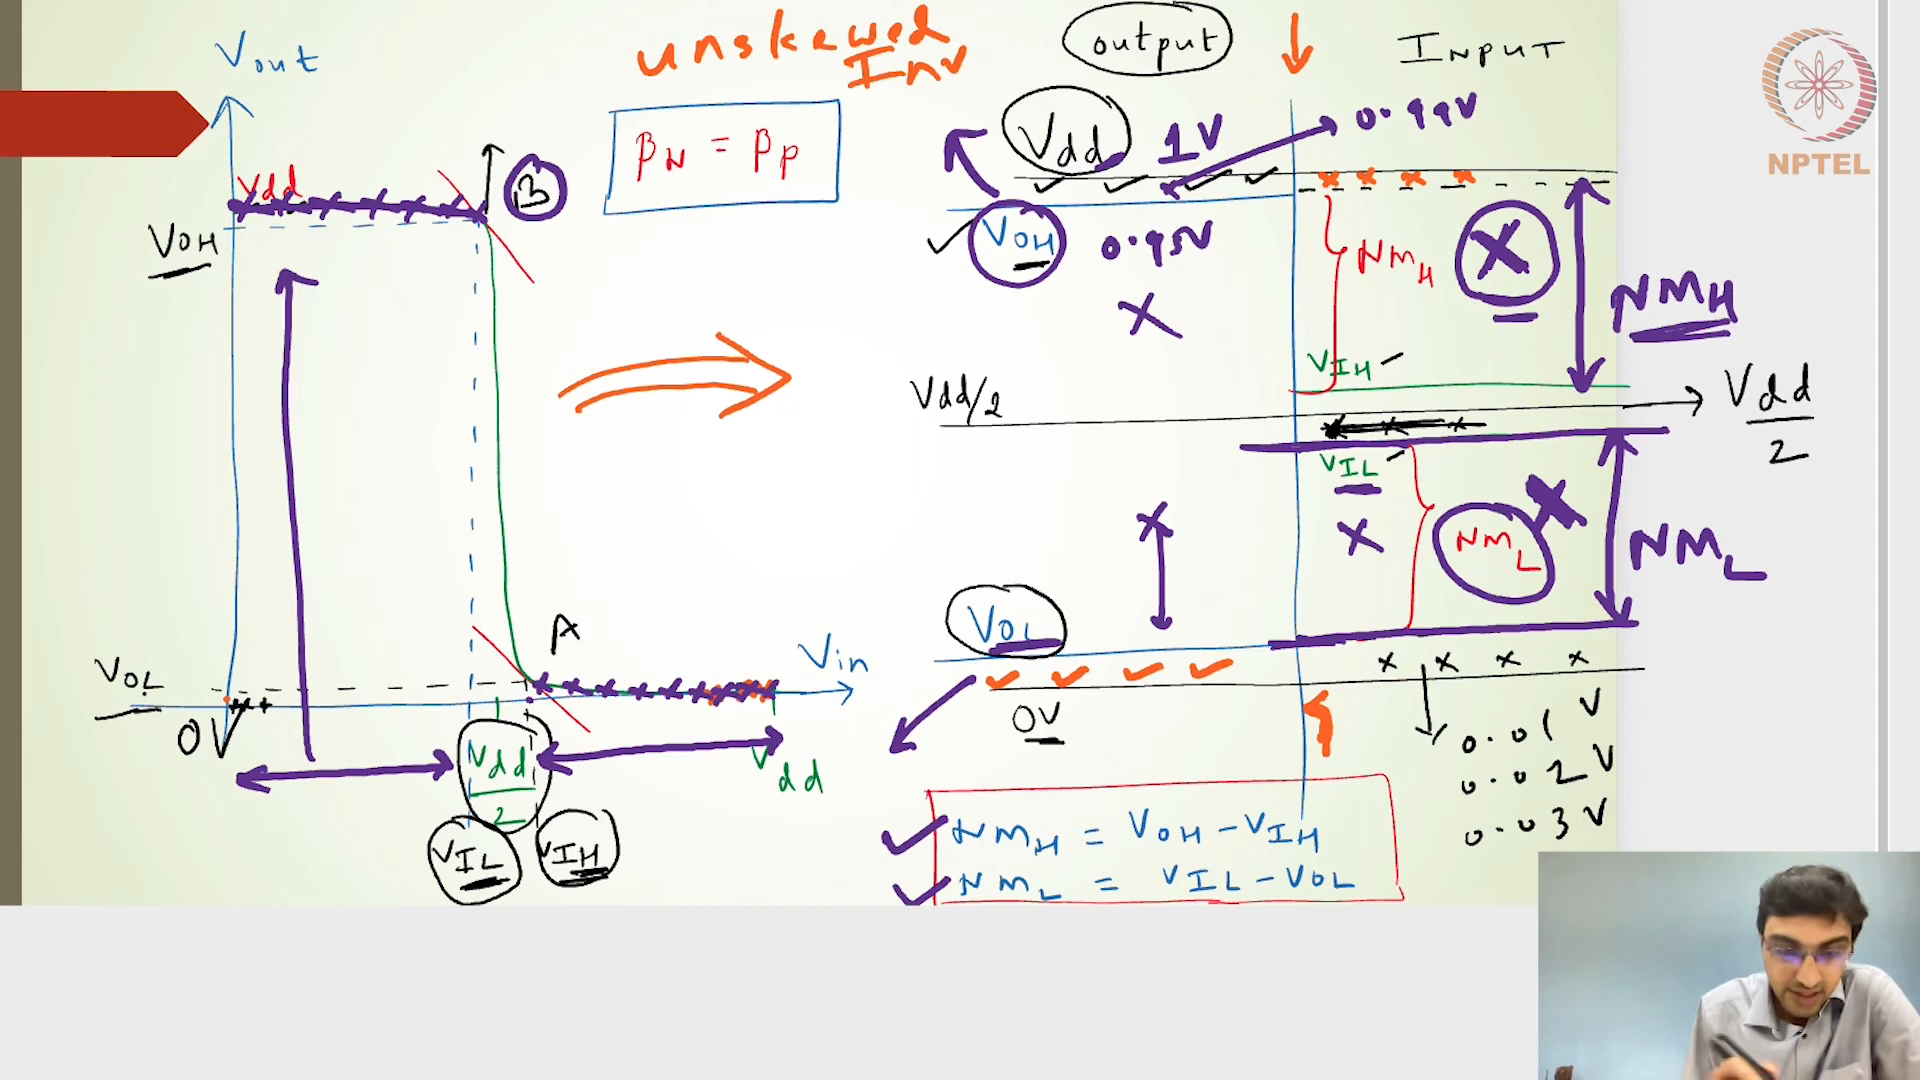 Vout
unskewed
Inv
βN = βP
Vdd
VOH
B
A
VOL
0V
Vin
Vdd/2
Vdd
VIL
VIH
output
INPUT
Vdd
1V
0.99V
VOH
0.95V
NMH
NMH
VIH
Vdd/2
Vdd/2
VIL
NML
NML
VOL
0V
0.01 V
0.02 V
0.03 V
NMH = VOH - VIH
NML = VIL - VOL
NPTEL